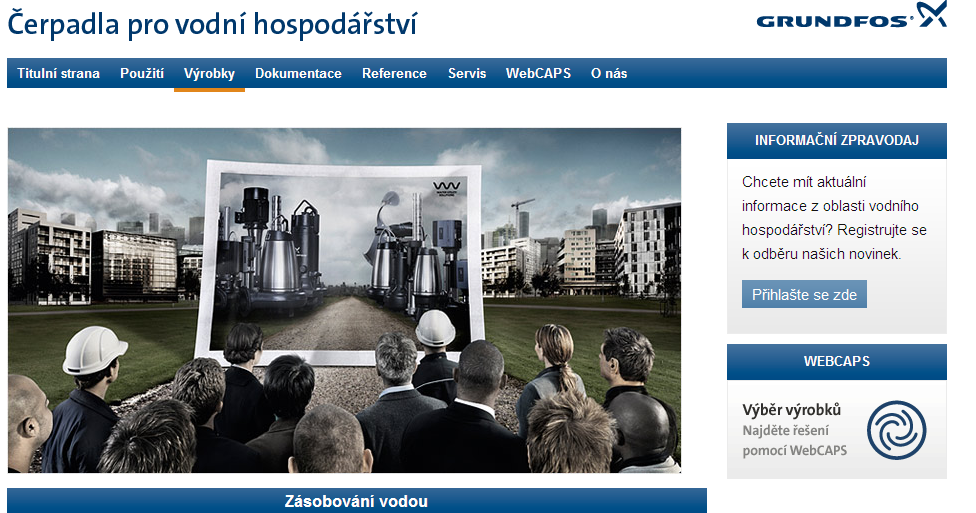 Čerpadla pro vodní hospodářství
GRUNDFOS
Titulní strana Použití Výrobky Dokumentace Reference Servis WebCAPS O nás
INFORMAČNÍ ZPRAVODAJ
Chcete mít aktuální
informace z oblasti vodního
hospodářství? Registrujte se
k odběru našich novinek.
Přihlašte se zde
WEBCAPS
Výběr výrobků
Najděte řešení
pomocí WebCAPS
Zásobování vodou